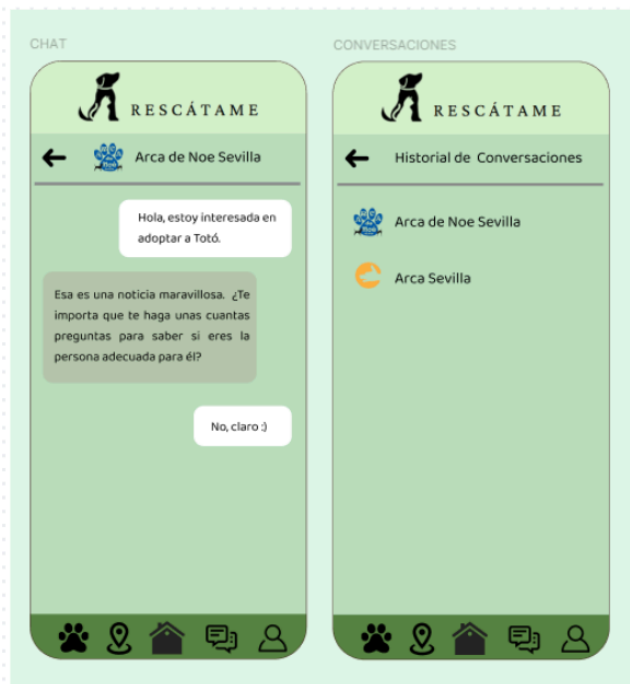 CHAT
RESCÁTAME
Arca de Noe Sevilla
Hola, estoy interesada en
adoptar a Totó.
Esa es una noticia maravillosa. ¿Te
importa que te haga unas cuantas
preguntas para saber si eres la
persona adecuada para él?
No, claro :)
CONVERSACIONES
RESCÁTAME
Historial de Conversaciones
Arca de Noe Sevilla
Arca Sevilla